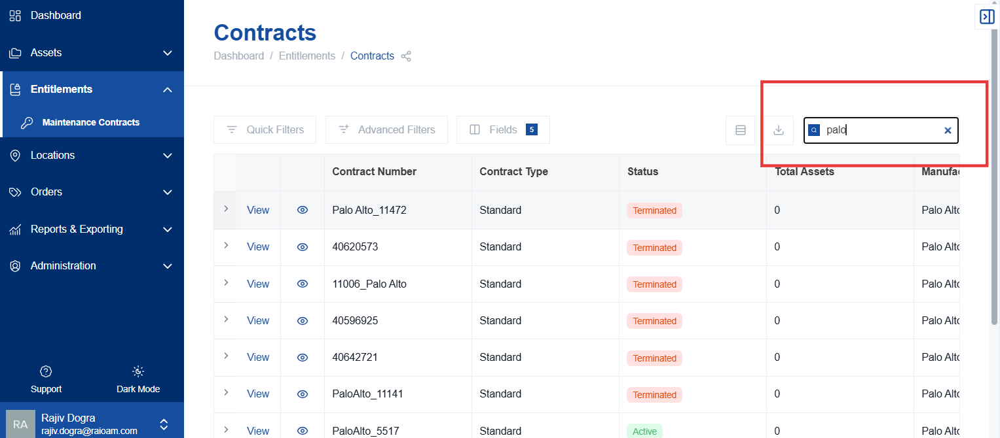 Dashboard
Assets
Entitlements
Maintenance Contracts
Locations
Orders
Reports & Exporting
Administration
Support
Dark Mode
RA
Rajiv Dogra
rajiv.dogra@raioam.com
Contracts
Dashboard / Entitlements / Contracts
Quick Filters Advanced Filters Fields 5 palo
Contract Number Contract Type Status Total Assets Manufac
View Palo Alto_11472 Standard Terminated 0 Palo Alto
View 40620573 Standard Terminated 0 Palo Alto
View 11006_Palo Alto Standard Terminated 0 Palo Alto
View 40596925 Standard Terminated 0 Palo Alto
View 40642721 Standard Terminated 0 Palo Alto
View PaloAlto_11141 Standard Terminated 0 Palo Alto
View PaloAlto_5517 Standard Active 0 Palo Alto